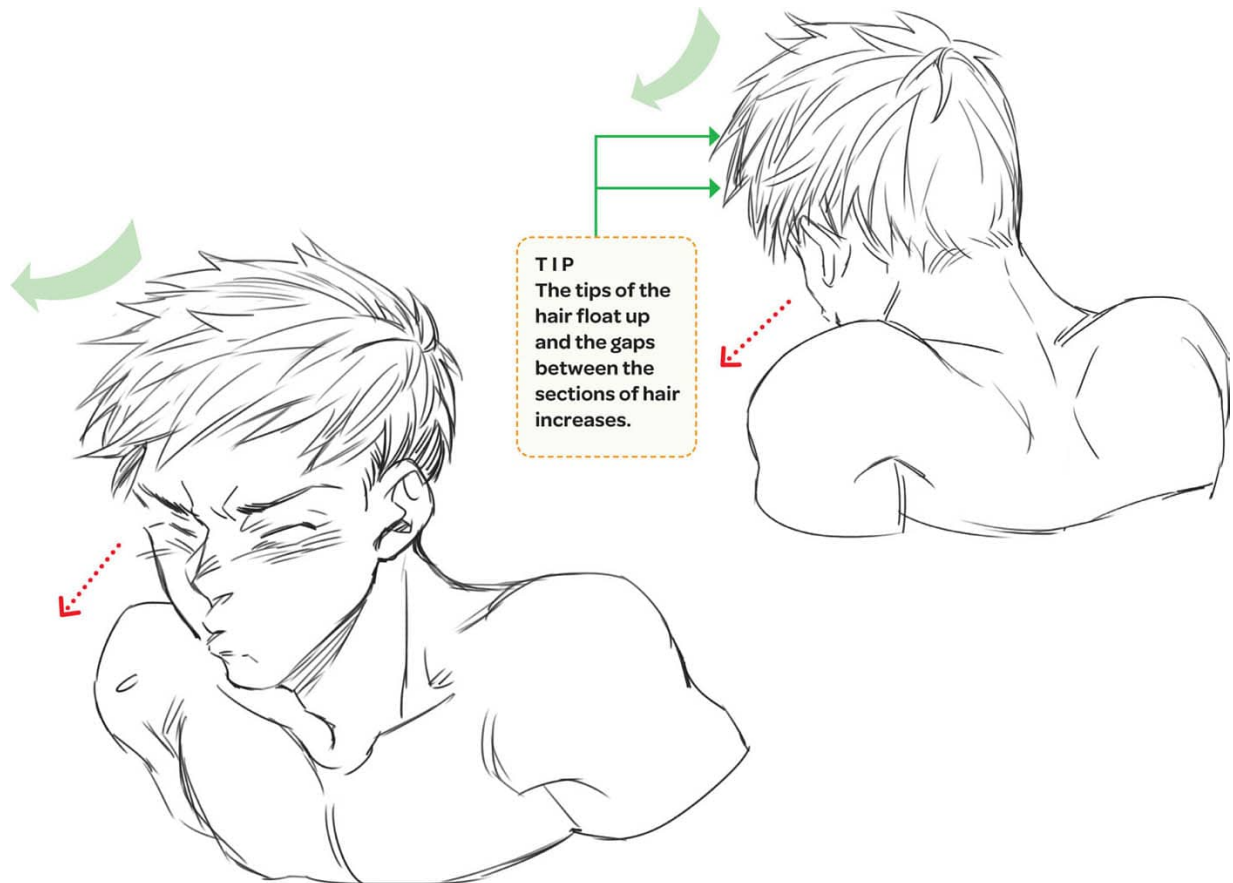 TIP
The tips of the
hair float up
and the gaps
between the
sections of hair
increases.